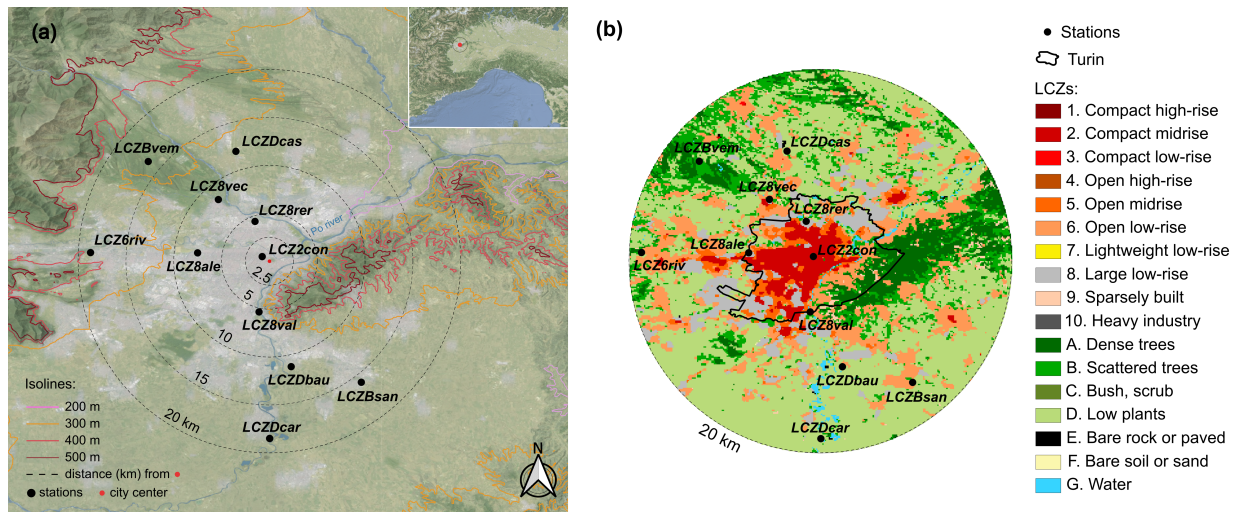 (a)
LCZBvem
LCZDcas
LCZ8vec
LCZ8rer
Po river
LCZ6riv
LCZ8ale
LCZ2con
2.5
5
LCZ8val
10
LCZDbau
15
LCZBsan
20 km
LCZDcar
Isolines:
200 m
300 m
400 m
500 m
distance (km) from
stations
city center
N
(b)
LCZBvem
LCZDcas
LCZ8vec
LCZ8rer
LCZ8ale
LCZ2con
LCZ6riv
LCZ8val
LCZDbau
LCZBsan
LCZDcar
20 km
Stations
Turin
LCZs:
1. Compact high-rise
2. Compact midrise
3. Compact low-rise
4. Open high-rise
5. Open midrise
6. Open low-rise
7. Lightweight low-rise
8. Large low-rise
9. Sparsely built
10. Heavy industry
A. Dense trees
B. Scattered trees
C. Bush, scrub
D. Low plants
E. Bare rock or paved
F. Bare soil or sand
G. Water